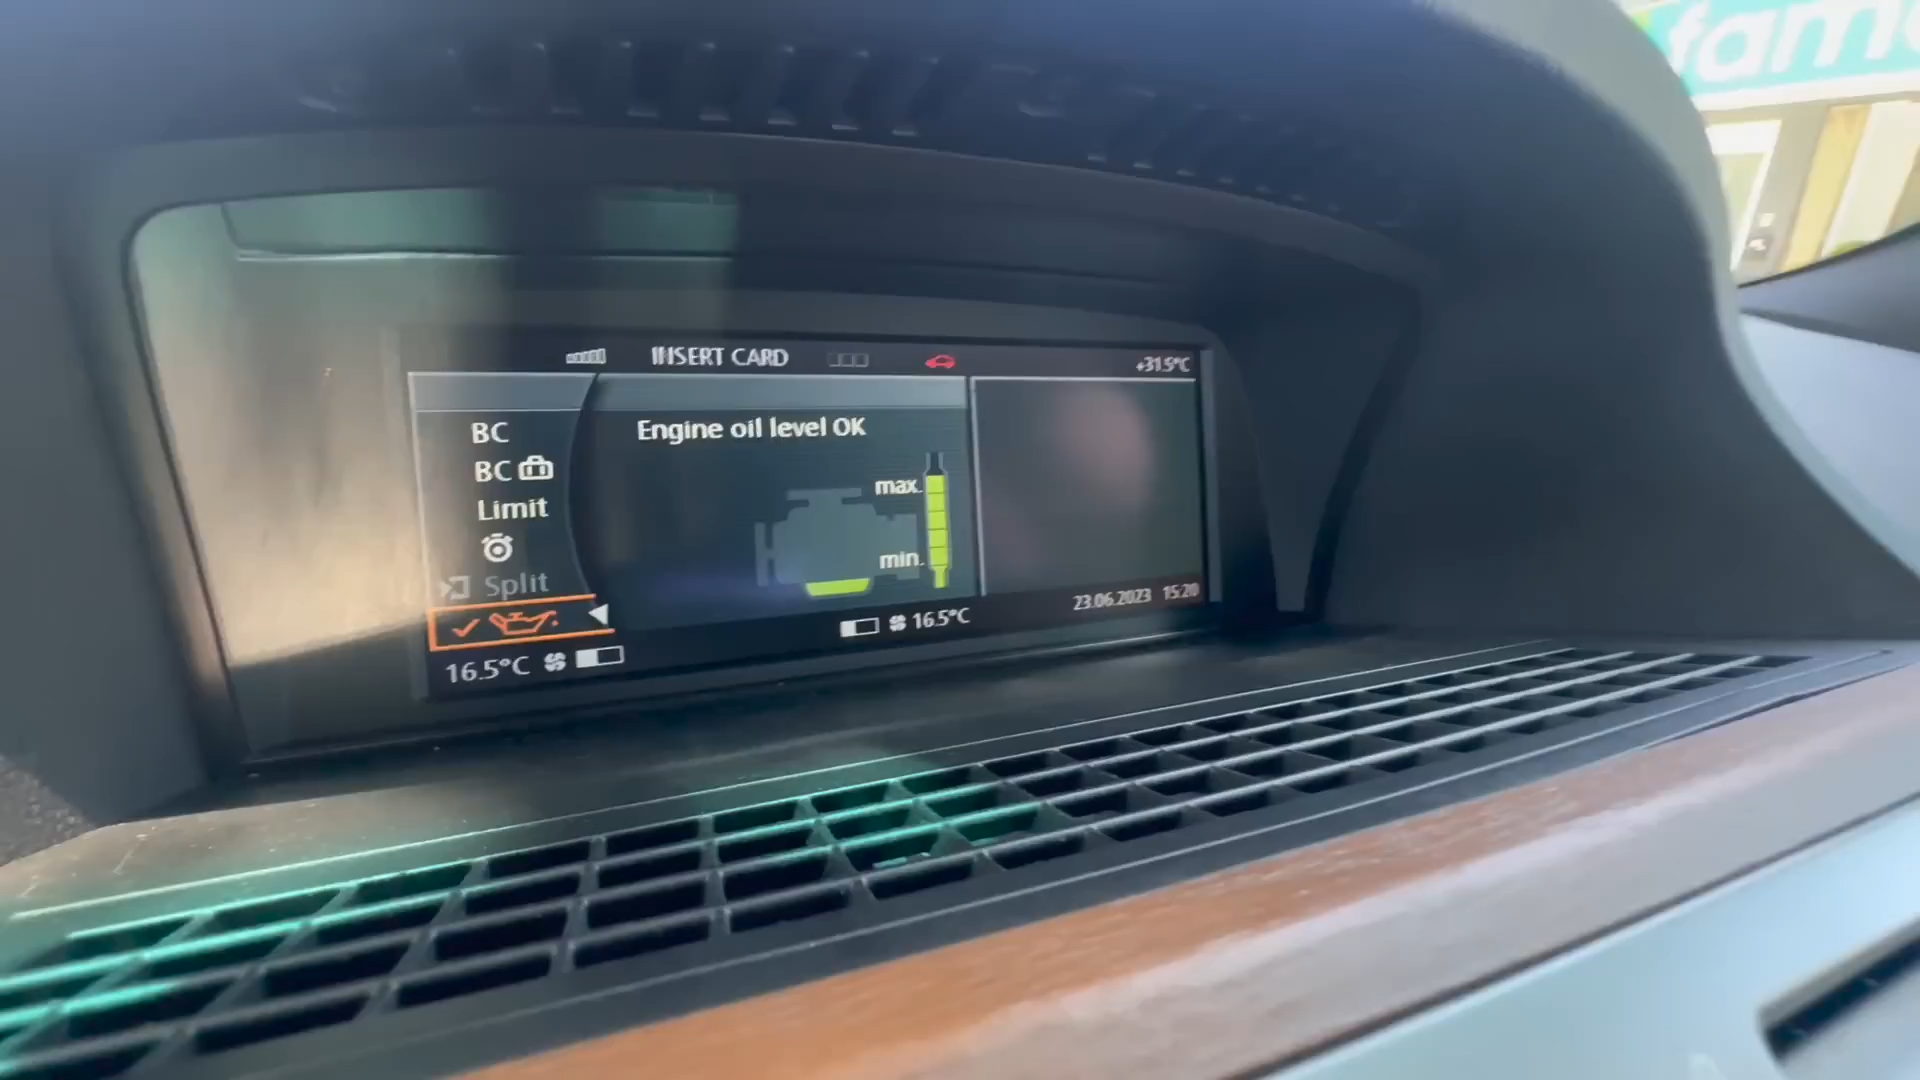 fam
INSERT CARD
+31.5°C
BC
Engine oil level OK
BC
max.
Limit
min.
Split
16.5°C
23.06.2023 15:20
16.5°C